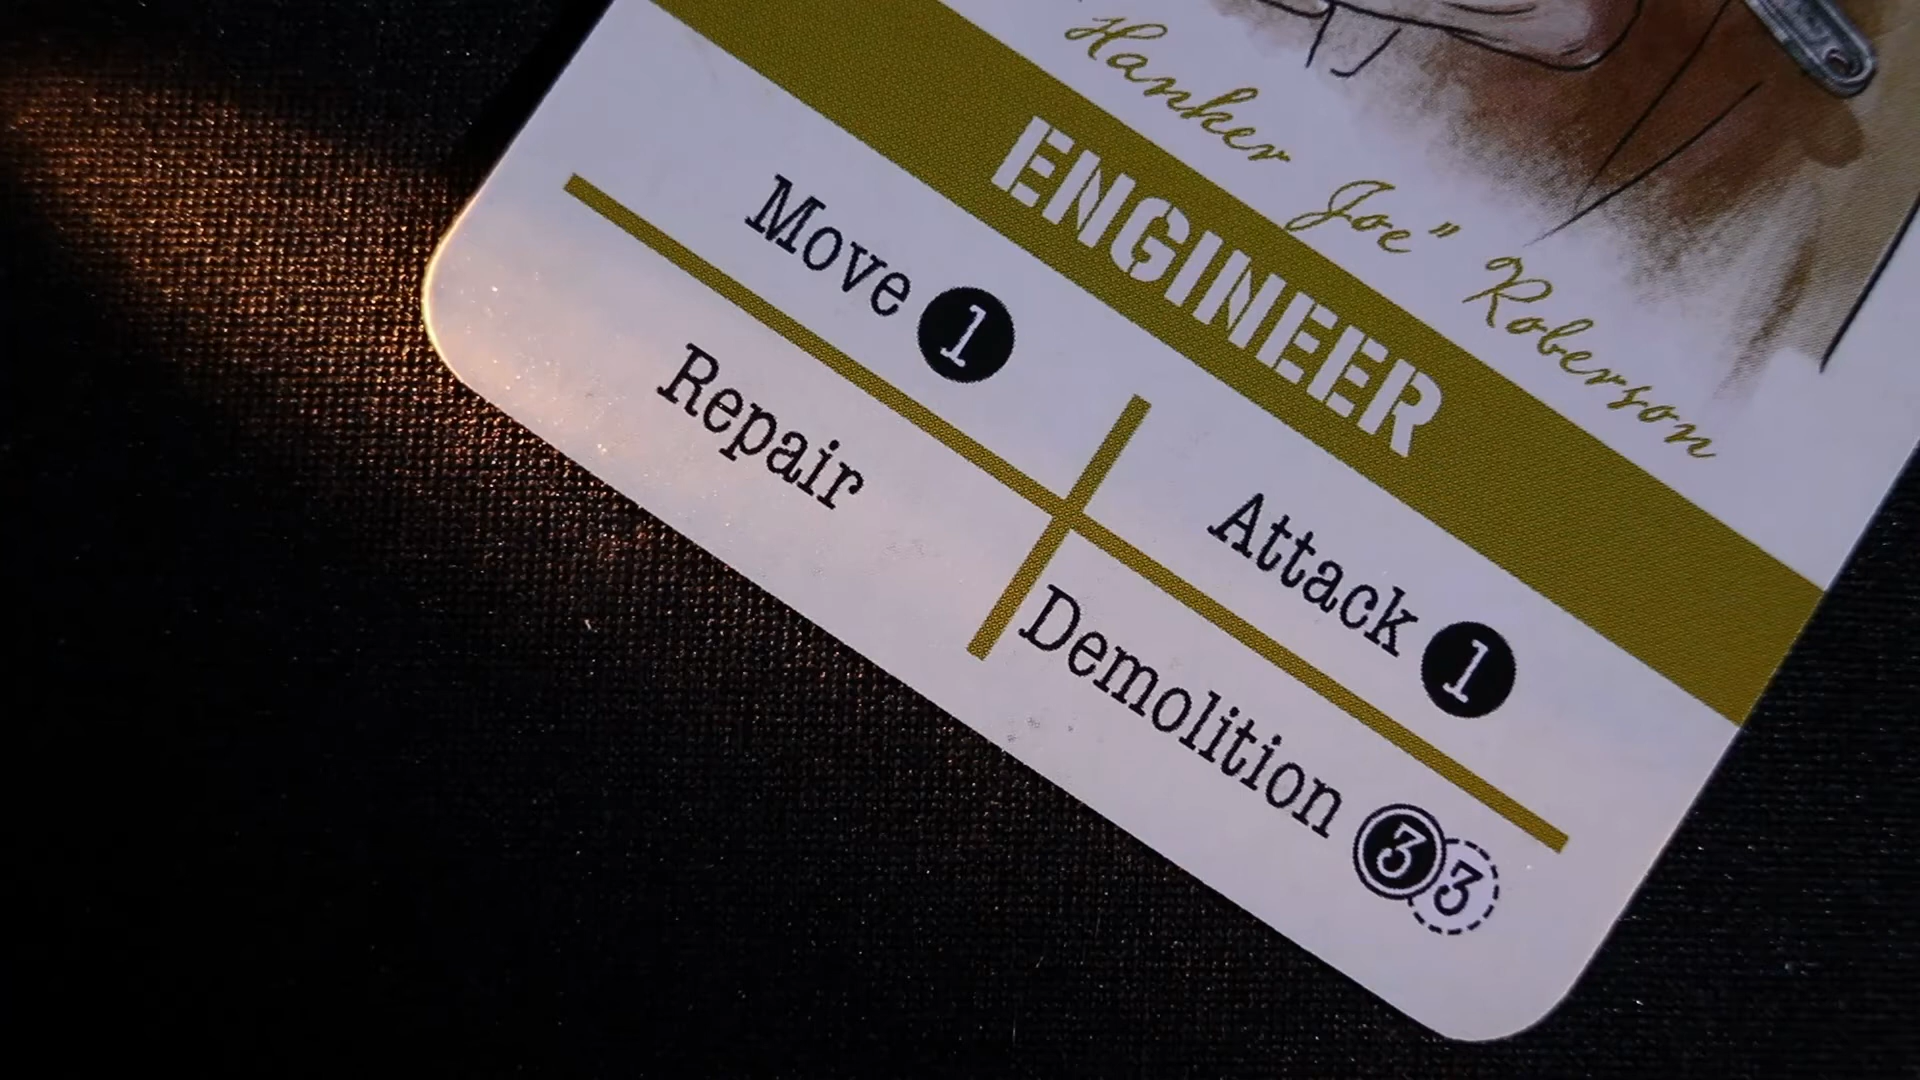 Hanker Joe" Roberson
ENGINEER
Move 1
Attack 1
Repair
Demolition 3 3